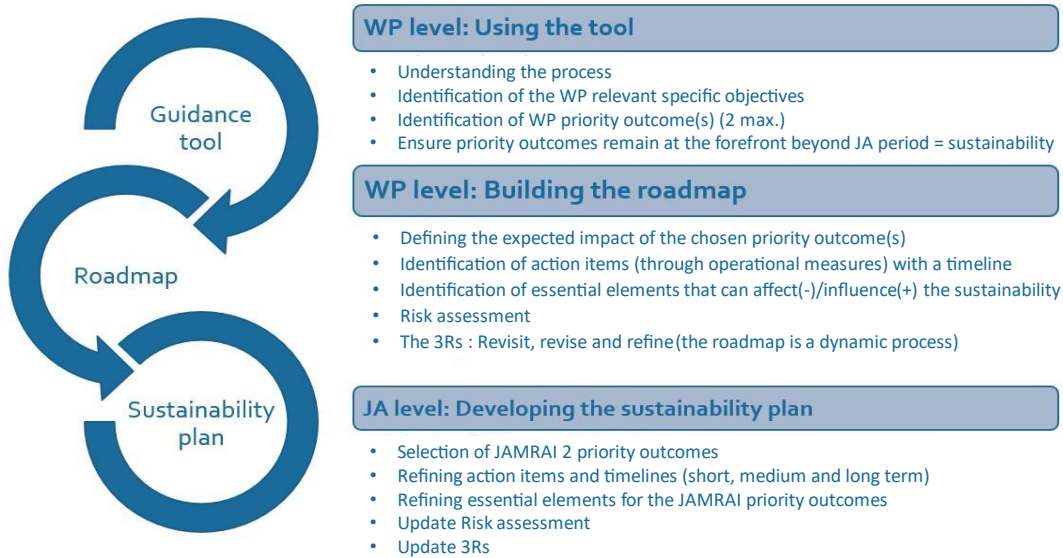 Guidance
tool
WP level: Using the tool
• Understanding the process
• Identification of the WP relevant specific objectives
• Identification of WP priority outcome(s) (2 max.)
• Ensure priority outcomes remain at the forefront beyond JA period = sustainability
Roadmap
WP level: Building the roadmap
• Defining the expected impact of the chosen priority outcome(s)
• Identification of action items (through operational measures) with a timeline
• Identification of essential elements that can affect(-)/influence(+) the sustainability
• Risk assessment
• The 3Rs : Revisit, revise and refine (the roadmap is a dynamic process)
Sustainability
plan
JA level: Developing the sustainability plan
• Selection of JAMRAI 2 priority outcomes
• Refining action items and timelines (short, medium and long term)
• Refining essential elements for the JAMRAI priority outcomes
• Update Risk assessment
• Update 3Rs